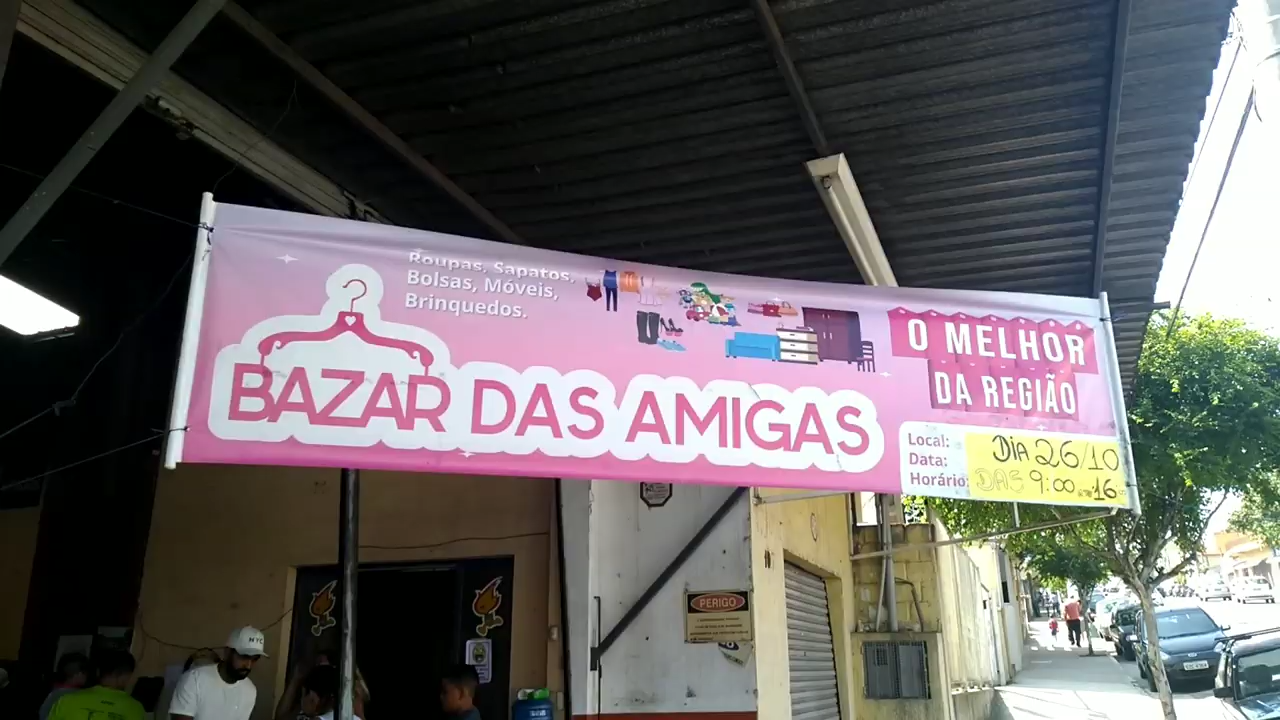 Roupas, Sapatos,
Bolsas, Móveis,
Brinquedos.
BAZAR DAS AMIGAS
O MELHOR
DA REGIÃO
Local:
Data: DIA 26/10
Horário: DAS 9:00 16
PERIGO